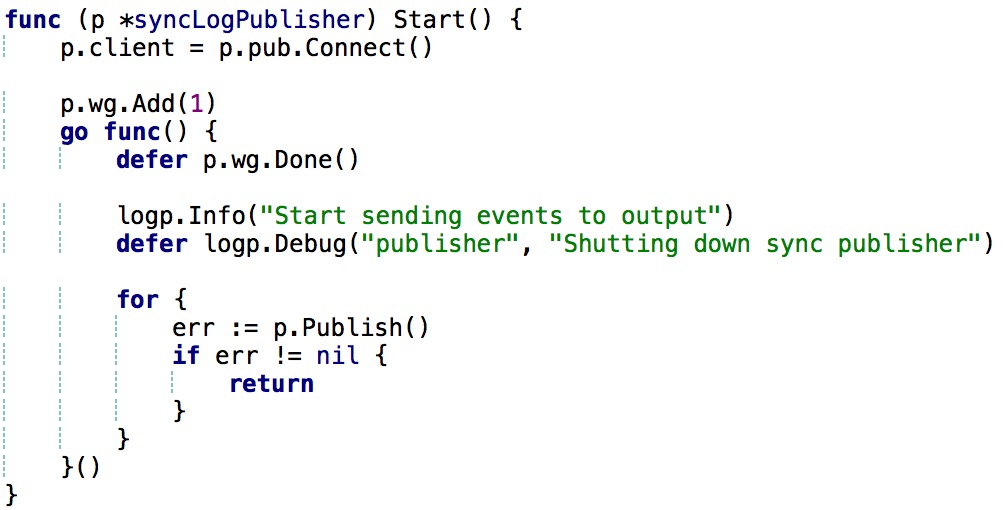 func (p *syncLogPublisher) Start() {
    p.client = p.pub.Connect()

    p.wg.Add(1)
    go func() {
        defer p.wg.Done()

        logp.Info("Start sending events to output")
        defer logp.Debug("publisher", "Shutting down sync publisher")

        for {
            err := p.Publish()
            if err != nil {
                return
            }
        }
    }()
}